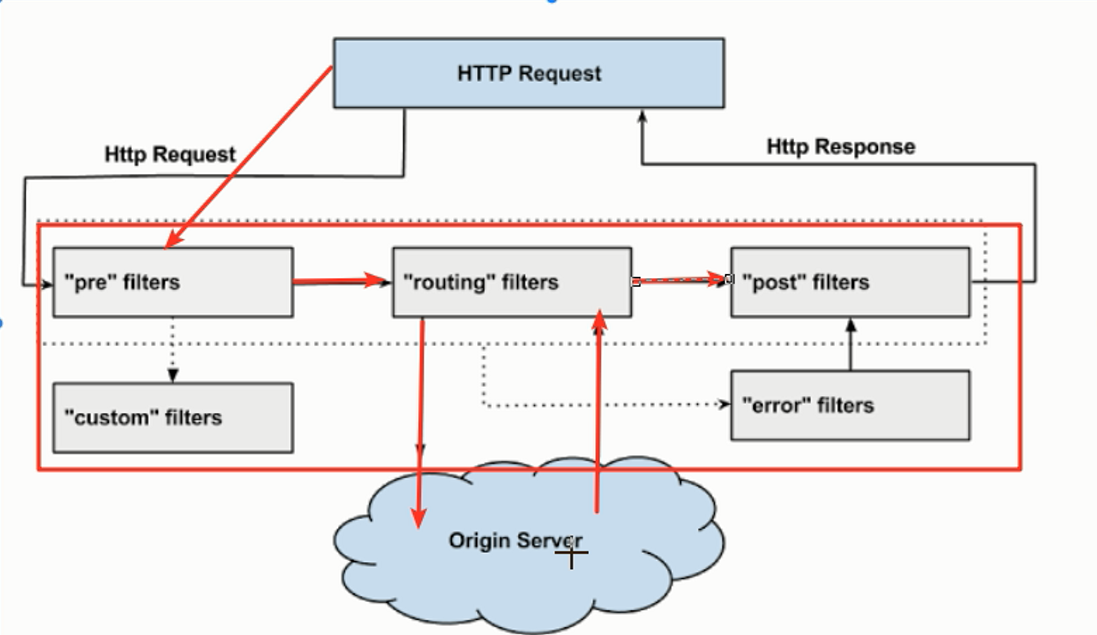 HTTP Request
Http Request
Http Response
"pre" filters
"routing" filters
"post" filters
"custom" filters
"error" filters
Origin Server